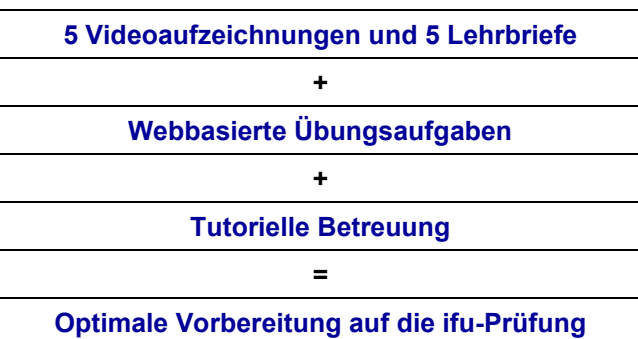 5 Videoaufzeichnungen und 5 Lehrbriefe
+
Webbasierte Übungsaufgaben
+
Tutorielle Betreuung
=
Optimale Vorbereitung auf die ifu-Prüfung